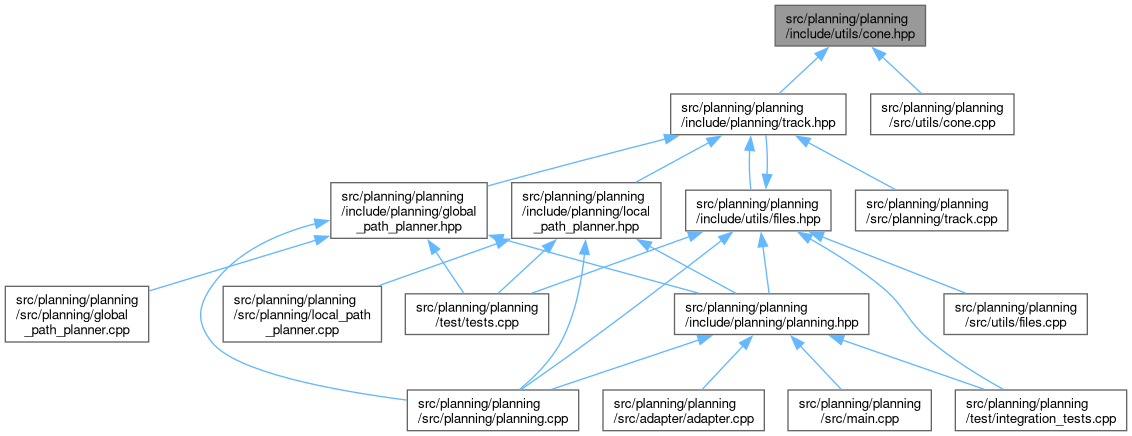 src/planning/planning
/include/utils/cone.hpp
src/planning/planning
/include/planning/track.hpp
src/planning/planning
/src/utils/cone.cpp
src/planning/planning
/include/planning/global
_path_planner.hpp
src/planning/planning
/include/planning/local
_path_planner.hpp
src/planning/planning
/include/utils/files.hpp
src/planning/planning
/src/planning/track.cpp
src/planning/planning
/src/planning/global
_path_planner.cpp
src/planning/planning
/src/planning/local_path
_planner.cpp
src/planning/planning
/test/tests.cpp
src/planning/planning
/include/planning/planning.hpp
src/planning/planning
/src/utils/files.cpp
src/planning/planning
/src/planning/planning.cpp
src/planning/planning
/src/adapter/adapter.cpp
src/planning/planning
/src/main.cpp
src/planning/planning
/test/integration_tests.cpp